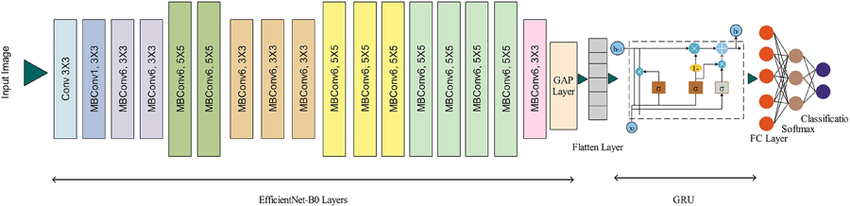 Input Image
Conv 3X3
MBConv1, 3X3
MBConv6, 3X3
MBConv6, 3X3
MBConv6, 5X5
MBConv6, 5X5
MBConv6, 3X3
MBConv6, 3X3
MBConv6, 3X3
MBConv6, 5X5
MBConv6, 5X5
MBConv6, 5X5
MBConv6, 5X5
MBConv6, 5X5
MBConv6, 5X5
MBConv6, 5X5
MBConv6, 3X3
GAP
Layer
Flatten Layer
1-
σ
σ
σ
FC Layer
Softmax
Classificatio
EfficientNet-B0 Layers
GRU